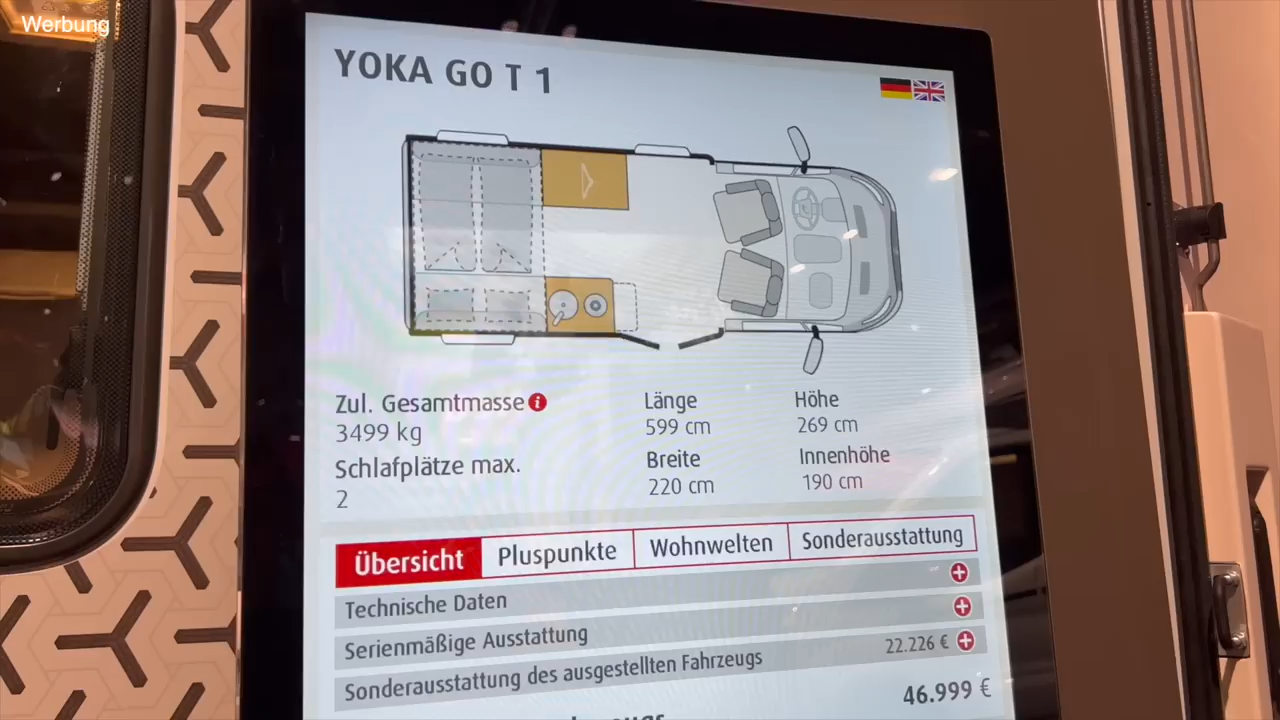 Werbung
YOKA GO T 1
Zul. Gesamtmasse i
3499 kg
Schlafplätze max.
2
Länge
599 cm
Breite
220 cm
Höhe
269 cm
Innenhöhe
190 cm
Übersicht Pluspunkte Wohnwelten Sonderausstattung
Technische Daten
Serienmäßige Ausstattung
Sonderausstattung des ausgestellten Fahrzeugs 22.226 €
46.999 €